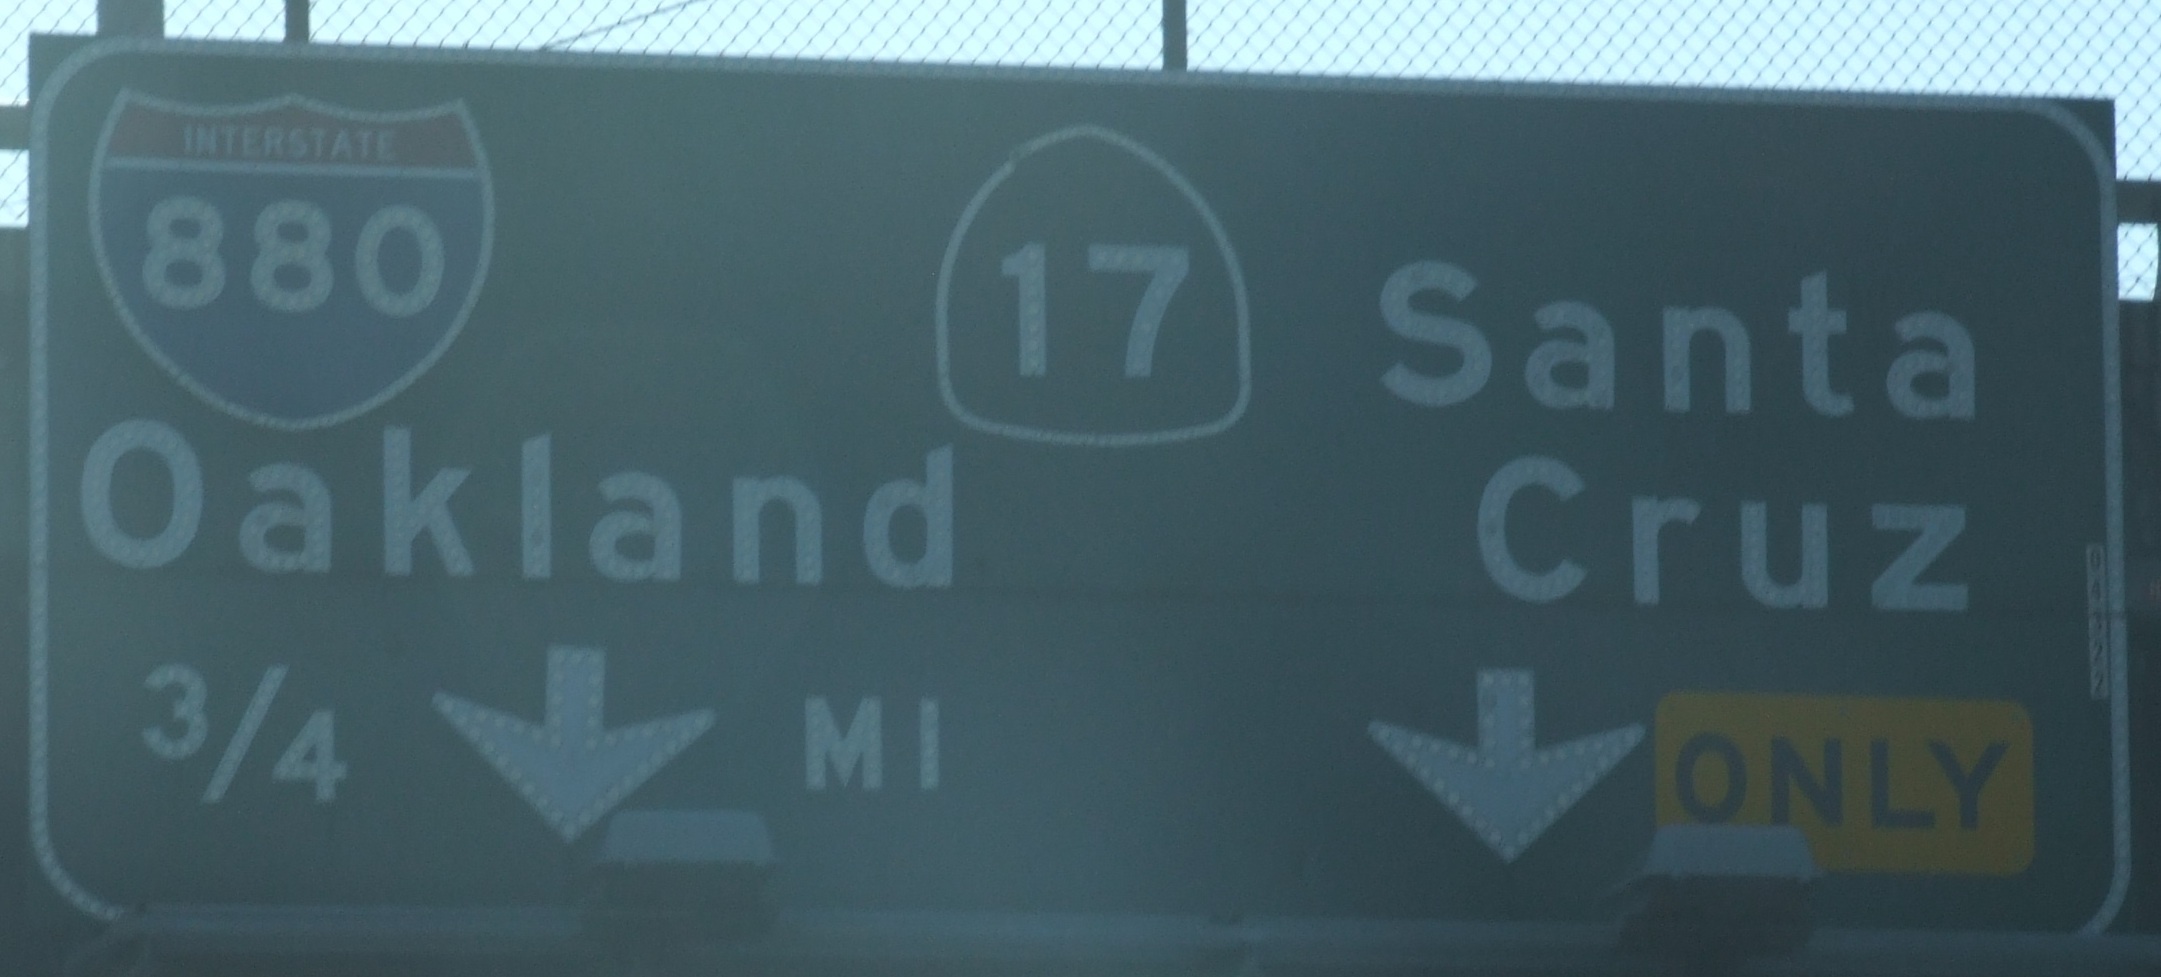 INTERSTATE
880
Oakland
3/4 MI
17
Santa
Cruz
ONLY